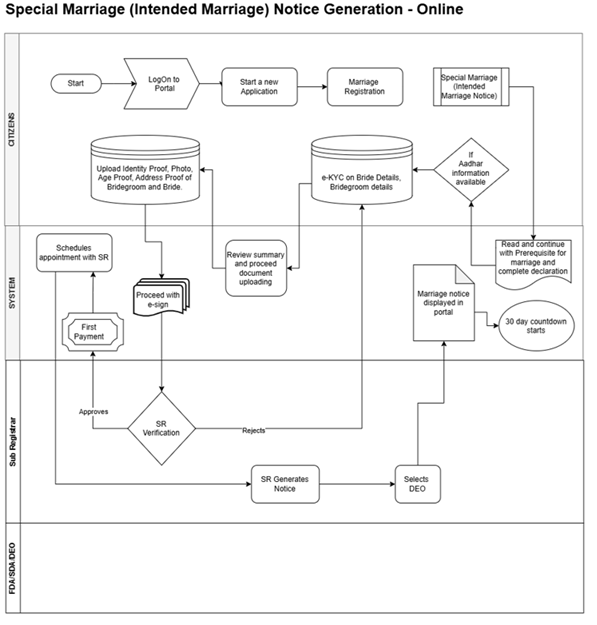 Special Marriage (Intended Marriage) Notice Generation - Online
CITIZENS
Start
LogOn to
Portal
Start a new
Application
Marriage
Registration
Special Marriage
(Intended
Marriage Notice)
Upload Identity Proof, Photo,
Age Proof, Address Proof of
Bridegroom and Bride.
e-KYC on Bride Details,
Bridegroom details
If
Aadhar
information
available
SYSTEM
Schedules
appointment with SR
Review summary
and proceed
document
uploading
Read and continue
with Prerequisite for
marriage and
complete declaration
Proceed with
e-sign
Marriage notice
displayed in
portal
30 day countdown
starts
First
Payment
Sub Registrar
Approves
SR
Verification
Rejects
SR Generates
Notice
Selects
DEO
FDA/SDA/DEO